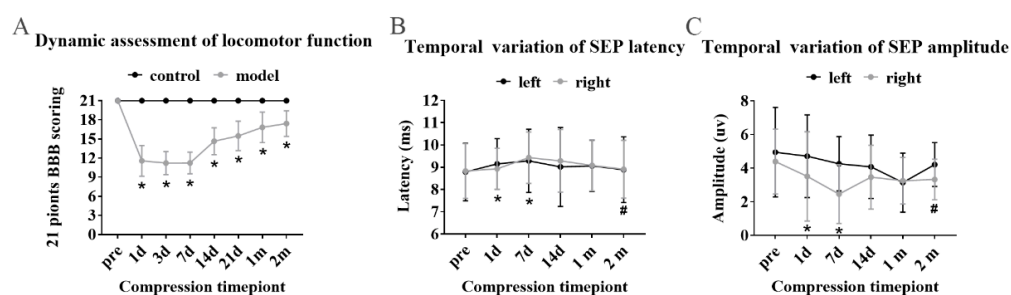 A
Dynamic assessment of locomotor function
control model
21 pionts BBB scoring
21
18
15
12
9
6
3
0
* * * * * * *
pre 1d 3d 7d 14d 21d 1m 2m
Compression timepiont
B
Temporal variation of SEP latency
left right
Latency (ms)
12
11
10
9
8
7
6
* * #
pre 1d 7d 14d 1 m 2 m
Compression timepiont
C
Temporal variation of SEP amplitude
left right
Amplitude (uv)
8
6
4
2
0
* * #
pre 1d 7d 14d 1 m 2 m
Compression timepiont